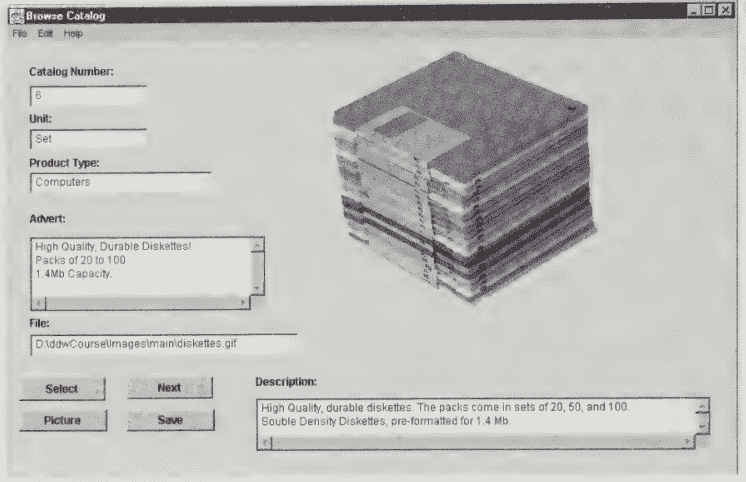 Browse Catalog
File Edit Help
Catalog Number:
6
Unit:
Set
Product Type:
Computers
Advert:
High Quality, Durable Diskettes!
Packs of 20 to 100
1.4Mb Capacity.
File:
D:\ddwCourse\Images\main\diskettes.gif
Select
Next
Picture
Save
Description:
High Quality, durable diskettes. The packs come in sets of 20, 50, and 100.
Souble Density Diskettes, pre-formatted for 1.4 Mb.